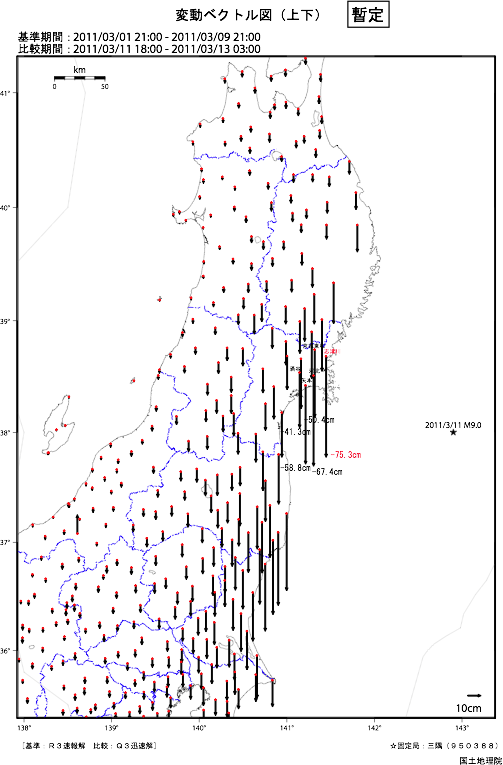 変動ベクトル図（上下） 暫定
基準期間：2011/03/01 21:00 - 2011/03/09 21:00
比較期間：2011/03/11 18:00 - 2011/03/13 03:00
km
0 50
41°
40°
39°
38°
37°
36°
2011/3/11 M9.0
-50.4cm
-41.3cm
-75.3cm
-58.8cm
-67.4cm
10cm
138° 139° 140° 141° 142° 143°
［基準：Ｒ３速報解　比較：Ｑ３迅速解］
☆固定局：三隅（９５０３８８）
国土地理院